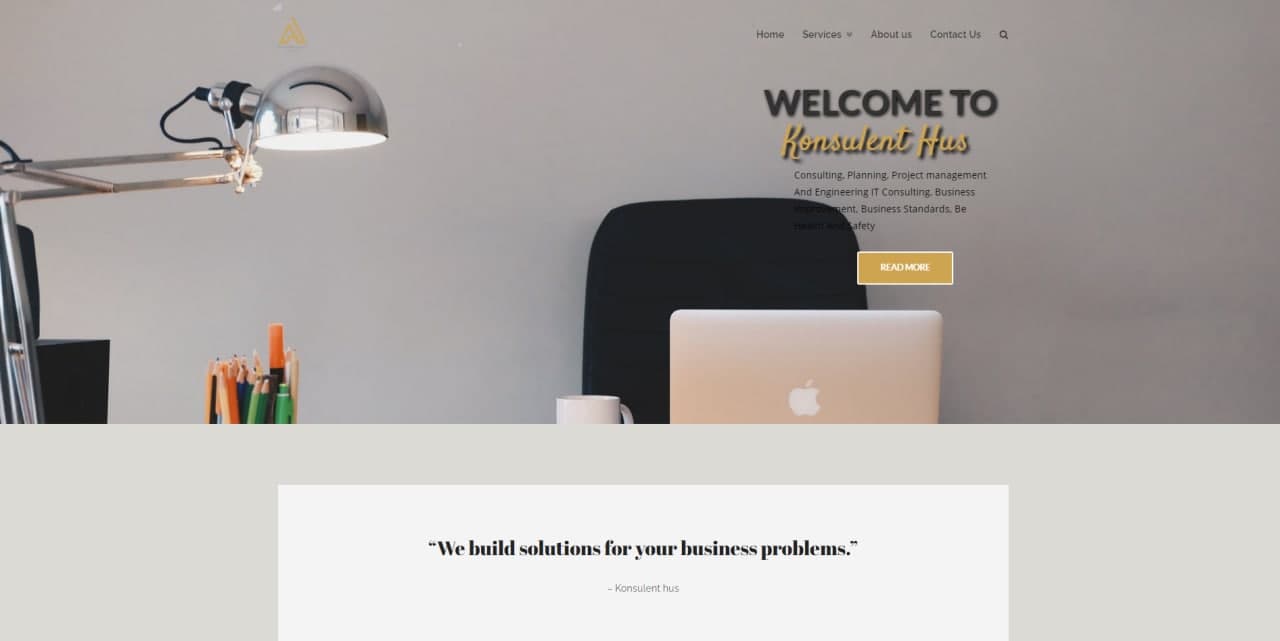 Home Services About us Contact Us
WELCOME TO
Konsulent Hus
Consulting, Planning, Project management
And Engineering IT Consulting, Business
Improvement, Business Standards, Be
Health and Safety
READ MORE
“We build solutions for your business problems.”
– Konsulent hus